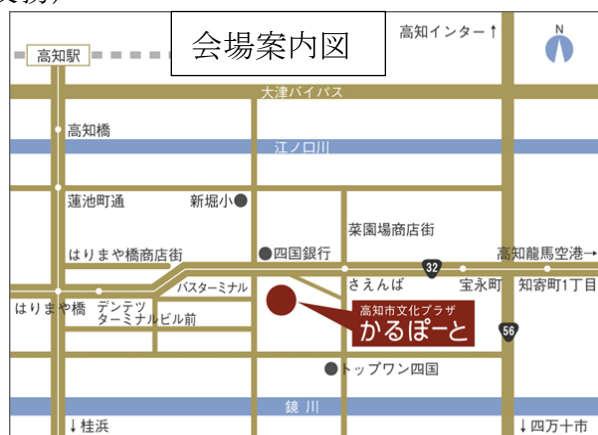 会場案内図
高知インター↑
N
高知駅
大津バイパス
高知橋
江ノ口川
蓮池町通
新堀小
菜園場商店街
はりまや橋商店街
四国銀行
高知龍馬空港→
32
バスターミナル
さえんば
宝永町
知寄町1丁目
はりまや橋
デンテツ
ターミナルビル前
高知市文化プラザ
かるぽーと
56
トップワン四国
鏡川
↓桂浜
↓四万十市